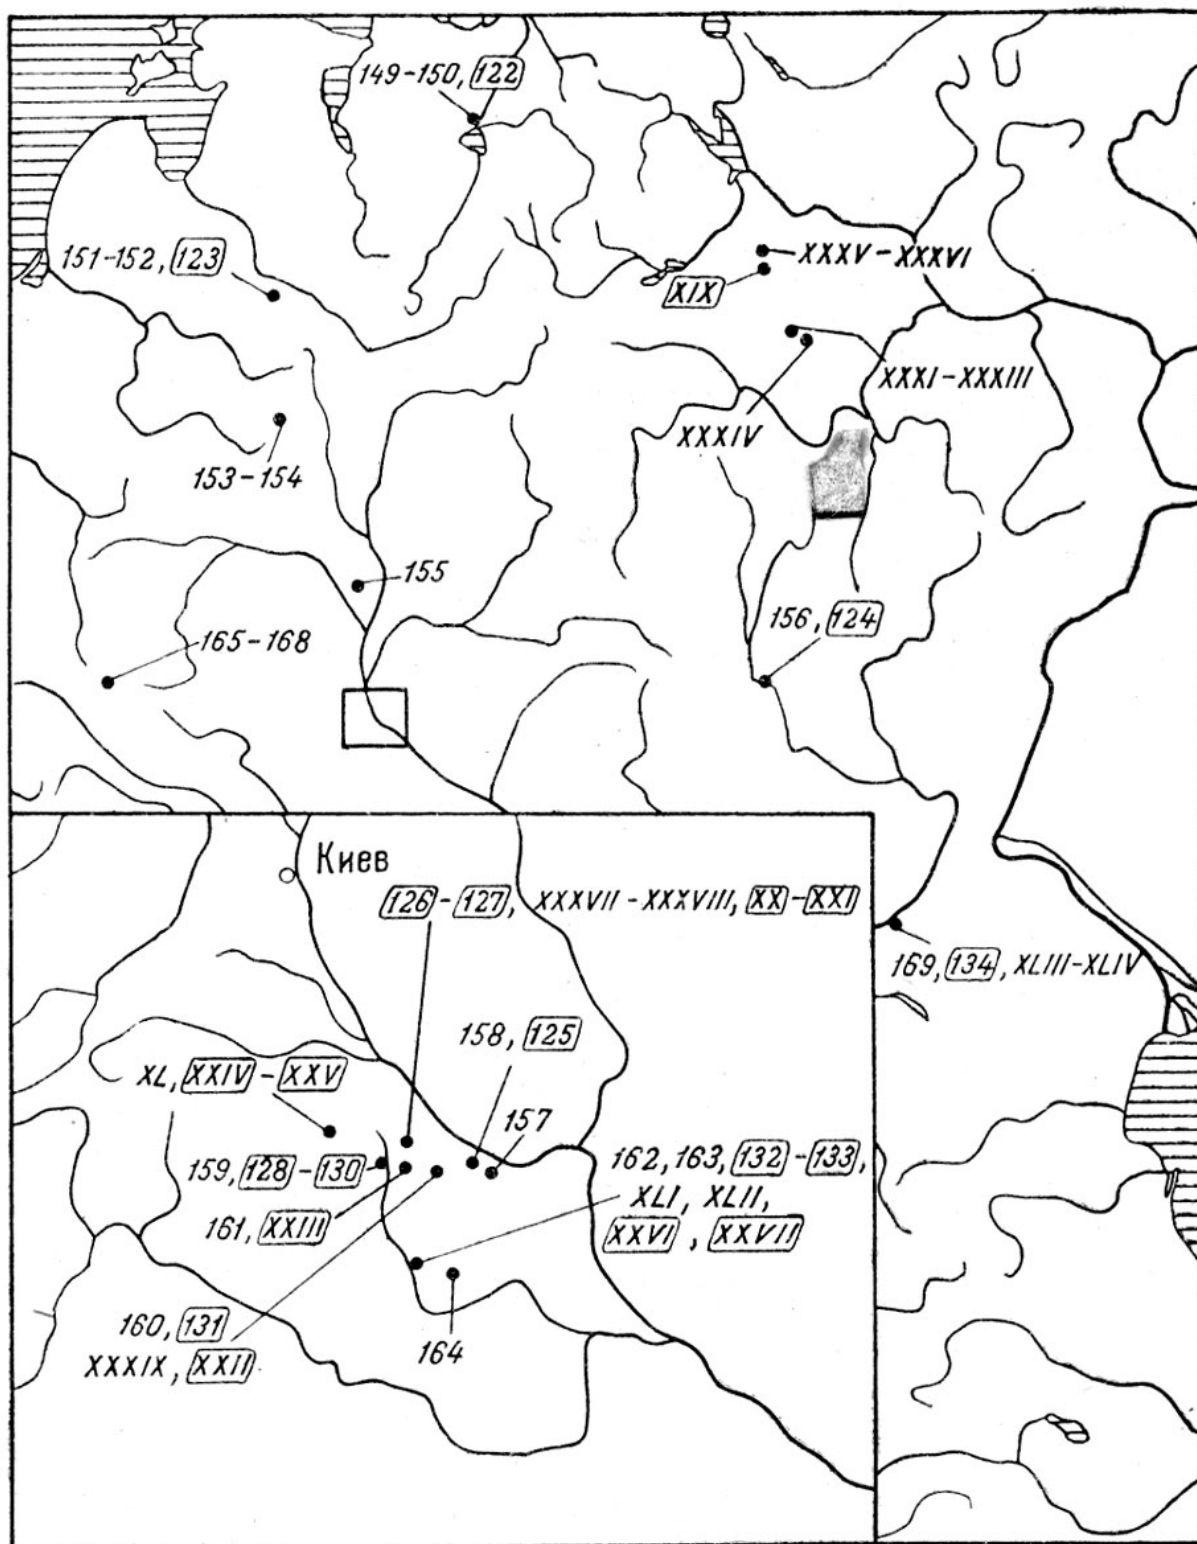 149-150, 122
151-152, 123
XXXV-XXXVI
XIX
XXXI-XXXIII
XXXIV
153-154
155
156, 124
165-168
Киев
126-127, XXXVII-XXXVIII, XX-XXI
169, 134, XLIII-XLIV
158, 125
XL, XXIV-XXV
157
159, 128-130
162, 163, 132-133,
XLI, XLII,
XXVI, XXVII
161, XXIII
160, 131
XXXIX, XXII
164